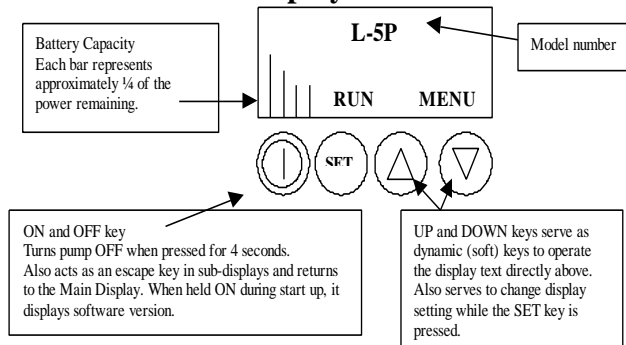 L-5P
Model number
Battery Capacity
Each bar represents
approximately ¼ of the
power remaining.
RUN MENU
SET
ON and OFF key
Turns pump OFF when pressed for 4 seconds.
Also acts as an escape key in sub-displays and returns
to the Main Display. When held ON during start up, it
displays software version.
UP and DOWN keys serve as
dynamic (soft) keys to operate
the display text directly above.
Also serves to change display
setting while the SET key is
pressed.